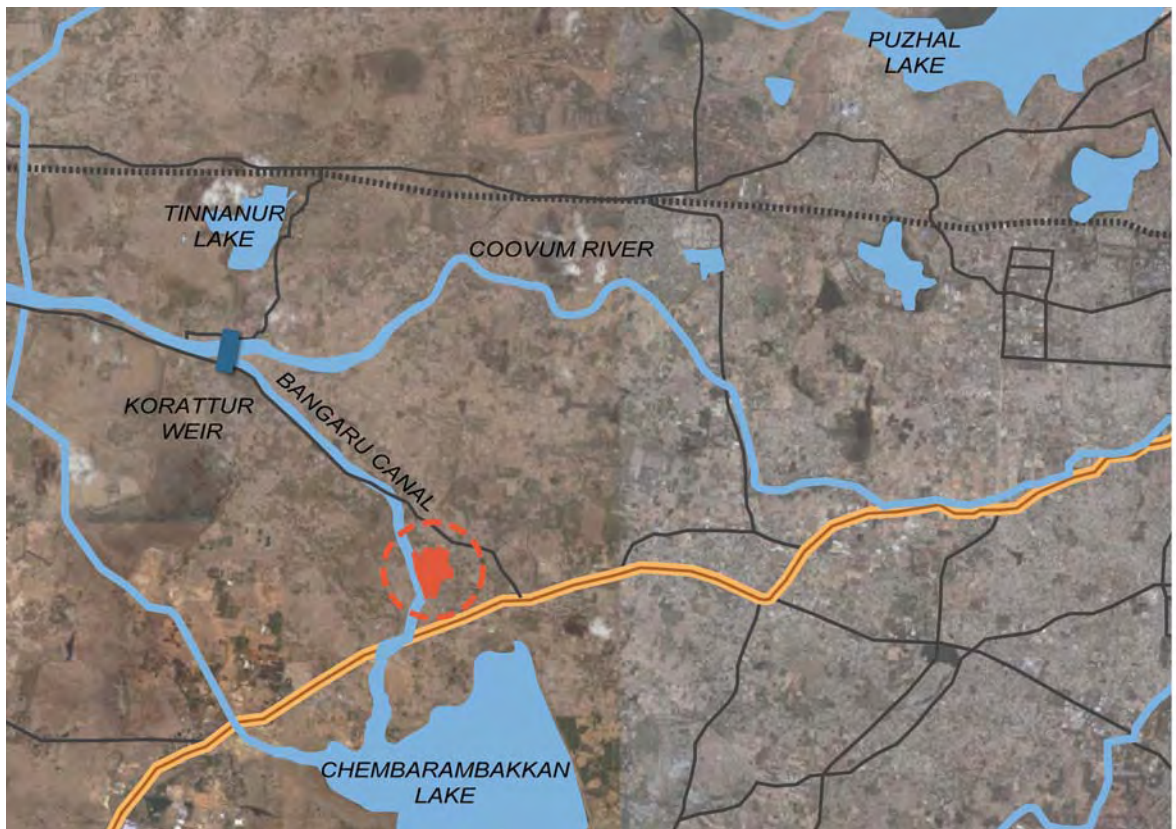 PUZHAL
LAKE
TINNANUR
LAKE
COOVUM RIVER
KORATTUR
WEIR
BANGARU CANAL
CHEMBARAMBAKKAN
LAKE